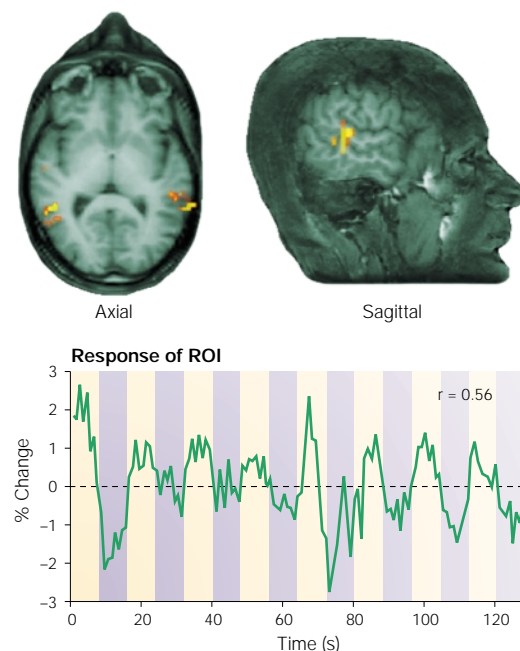 Axial
Sagittal
Response of ROI
r = 0.56
% Change
3
2
1
0
−1
−2
−3
0 20 40 60 80 100 120
Time (s)